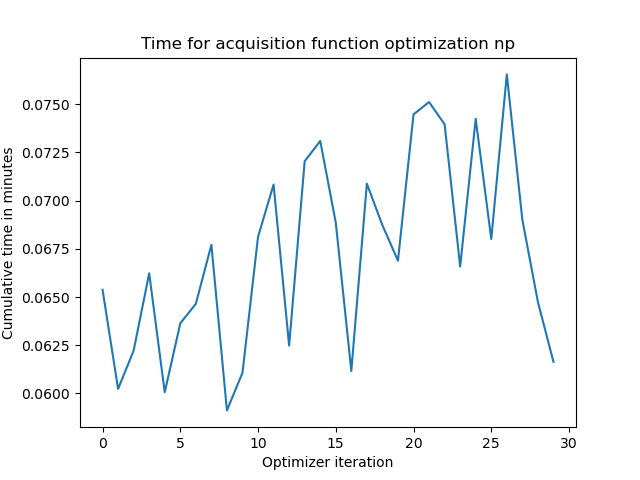 Time for acquisition function optimization np
Cumulative time in minutes
0.0750
0.0725
0.0700
0.0675
0.0650
0.0625
0.0600
0 5 10 15 20 25 30
Optimizer iteration